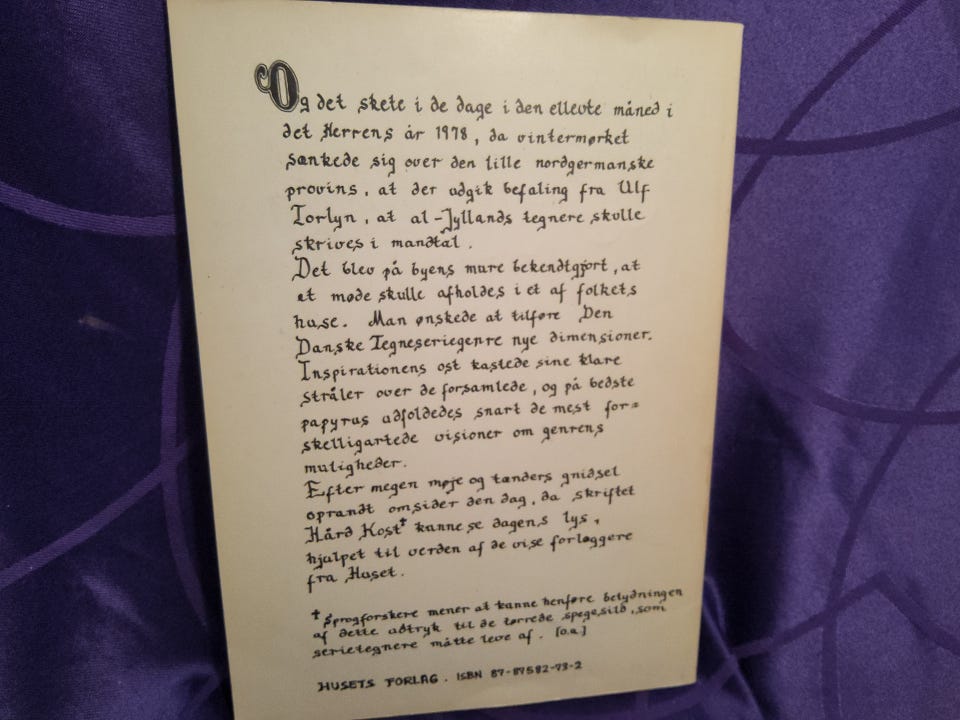 Og det skete i de dage i den ellevte måned i
det Herrens år 1978, da vintermørket
sænkede sig over den lille nordgermanske
provins, at der udgik befaling fra Ulf
Torlyn, at al-Jyllands tegnere skulle
skrives i mandtal.
Det blev på byens mure bekendtgjort, at
et møde skulle afholdes i et af folkets
huse. Man ønskede at tilføre Den
Danske Tegneseriegenre nye dimensioner.
Inspirationens ost kastede sine klare
stråler over de forsamlede, og på bedste
papyrus udfoldedes snart de mest for=
skelligartede visioner om genrens
muligheder.
Efter megen møje og tænders gnidsel
oprandt omsider den dag, da skriftet
Hård Kost† kunne se dagens lys,
hjulpet til verden af de vise forlæggere
fra Huset.
† Sprogforskere mener at kunne henføre betydningen
af dette udtryk til de tørrede spegesild, som
serietegnere måtte leve af. [o.a.]
HUSETS FORLAG. ISBN 87-87582-73-2